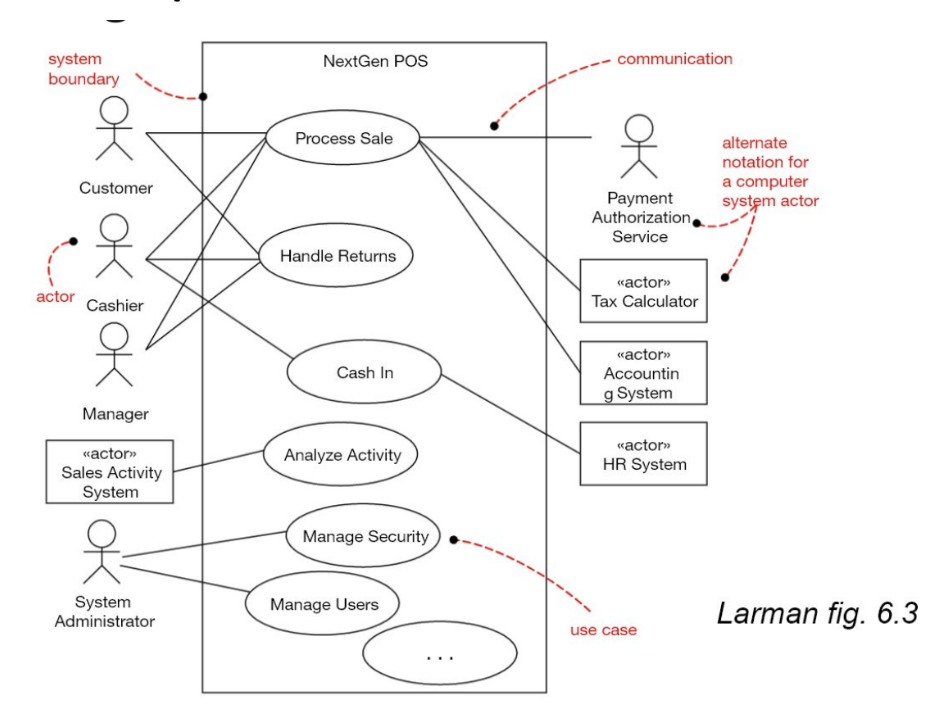 system
boundary
NextGen POS
communication
Process Sale
Customer
alternate
notation for
a computer
system actor
Payment
Authorization
Service
Handle Returns
actor
Cashier
«actor»
Tax Calculator
Cash In
«actor»
Accountin
g System
Manager
«actor»
Sales Activity
System
Analyze Activity
«actor»
HR System
Manage Security
System
Administrator
Manage Users
use case
Larman fig. 6.3
. . .